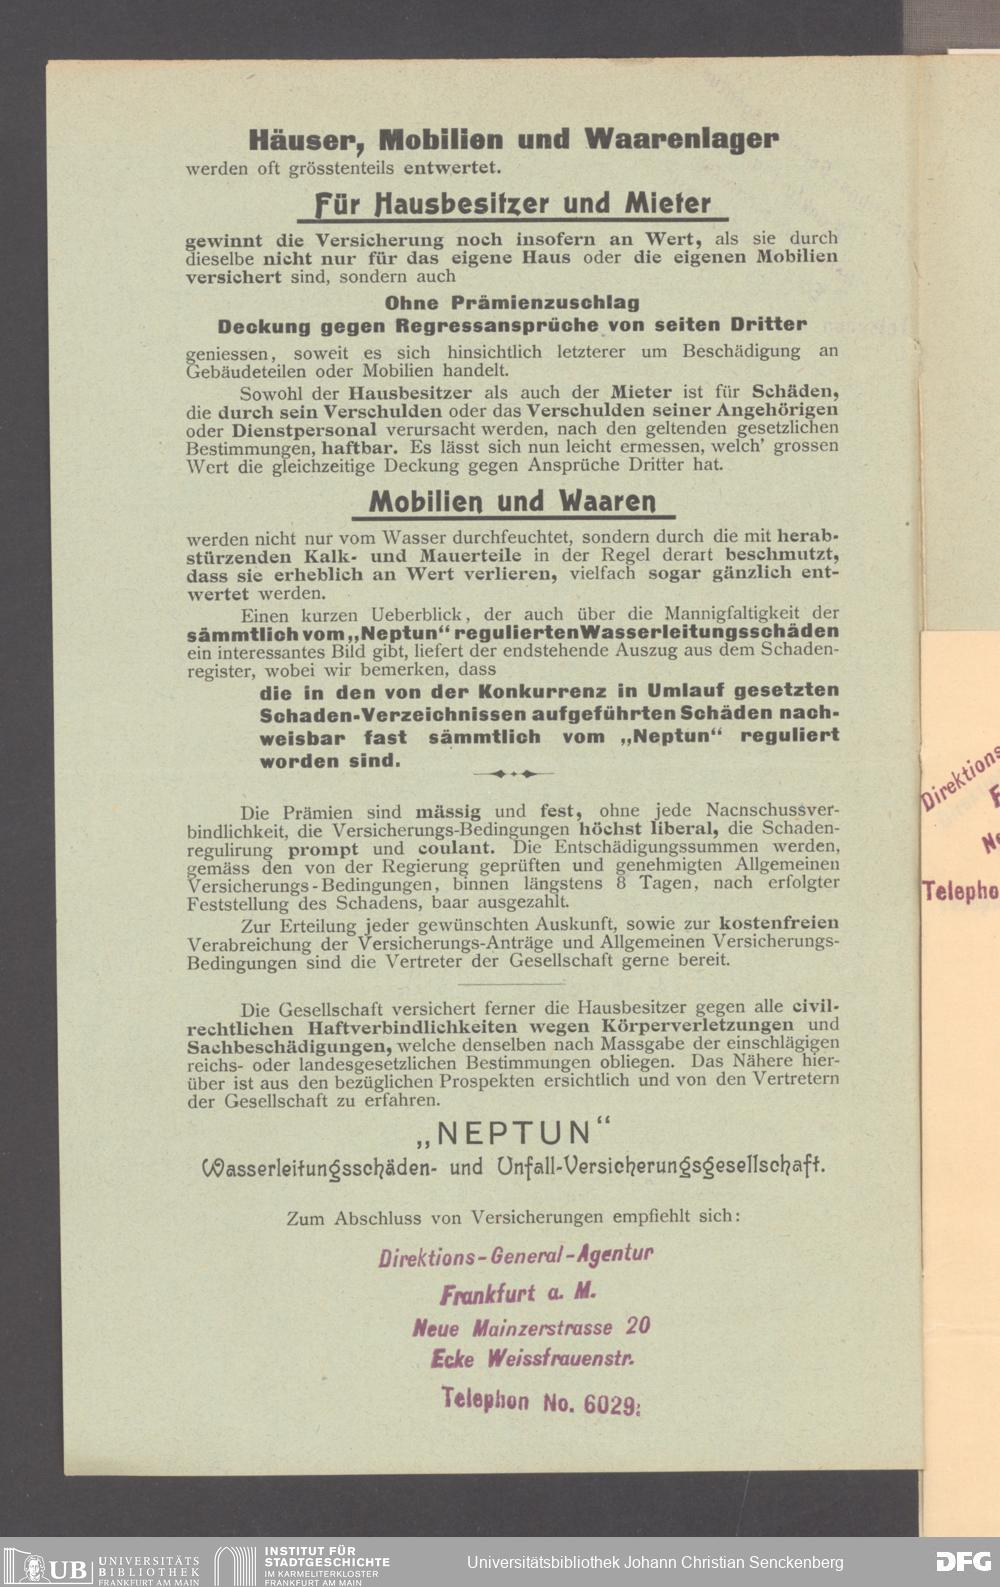 Häuser, Mobilien und Waarenlager
werden oft grösstenteils entwertet.
Für Hausbesitzer und Mieter
gewinnt die Versicherung noch insofern an Wert, als sie durch
dieselbe nicht nur für das eigene Haus oder die eigenen Mobilien
versichert sind, sondern auch
Ohne Prämienzuschlag
Deckung gegen Regressansprüche von seiten Dritter
geniessen, soweit es sich hinsichtlich letzterer um Beschädigung an
Gebäudeteilen oder Mobilien handelt.
Sowohl der Hausbesitzer als auch der Mieter ist für Schäden,
die durch sein Verschulden oder das Verschulden seiner Angehörigen
oder Dienstpersonal verursacht werden, nach den geltenden gesetzlichen
Bestimmungen, haftbar. Es lässt sich nun leicht ermessen, welch' grossen
Wert die gleichzeitige Deckung gegen Ansprüche Dritter hat.
Mobilien und Waaren
werden nicht nur vom Wasser durchfeuchtet, sondern durch die mit herab-
stürzenden Kalk- und Mauerteile in der Regel derart beschmutzt,
dass sie erheblich an Wert verlieren, vielfach sogar gänzlich ent-
wertet werden.
Einen kurzen Ueberblick, der auch über die Mannigfaltigkeit der
sämmtlich vom „Neptun“ regulierten Wasserleitungsschäden
ein interessantes Bild gibt, liefert der endstehende Auszug aus dem Schaden-
register, wobei wir bemerken, dass
die in den von der Konkurrenz in Umlauf gesetzten
Schaden-Verzeichnissen aufgeführten Schäden nach-
weisbar fast sämmtlich vom „Neptun“ reguliert
worden sind.
Die Prämien sind mässig und fest, ohne jede Nacnschussver-
bindlichkeit, die Versicherungs-Bedingungen höchst liberal, die Schaden-
regulirung prompt und coulant. Die Entschädigungssummen werden,
gemäss den von der Regierung geprüften und genehmigten Allgemeinen
Versicherungs-Bedingungen, binnen längstens 8 Tagen, nach erfolgter
Feststellung des Schadens, baar ausgezahlt.
Zur Erteilung jeder gewünschten Auskunft, sowie zur kostenfreien
Verabreichung der Versicherungs-Anträge und Allgemeinen Versicherungs-
Bedingungen sind die Vertreter der Gesellschaft gerne bereit.
Die Gesellschaft versichert ferner die Hausbesitzer gegen alle civil-
rechtlichen Haftverbindlichkeiten wegen Körperverletzungen und
Sachbeschädigungen, welche denselben nach Massgabe der einschlägigen
reichs- oder landesgesetzlichen Bestimmungen obliegen. Das Nähere hier-
über ist aus den bezüglichen Prospekten ersichtlich und von den Vertretern
der Gesellschaft zu erfahren.
„NEPTUN“
Wasserleitungsschäden- und Unfall-Versicherungsgesellschaft.
Zum Abschluss von Versicherungen empfiehlt sich:
Direktions-General-Agentur
Frankfurt a. M.
Neue Mainzerstrasse 20
Ecke Weissfrauenstr.
Telephon No. 6029.
Direktions
F
Ne
Telepho
UB UNIVERSITÄTS
BIBLIOTHEK
FRANKFURT AM MAIN
INSTITUT FÜR
STADTGESCHICHTE
IM KARMELITERKLOSTER
FRANKFURT AM MAIN
Universitätsbibliothek Johann Christian Senckenberg
DFG